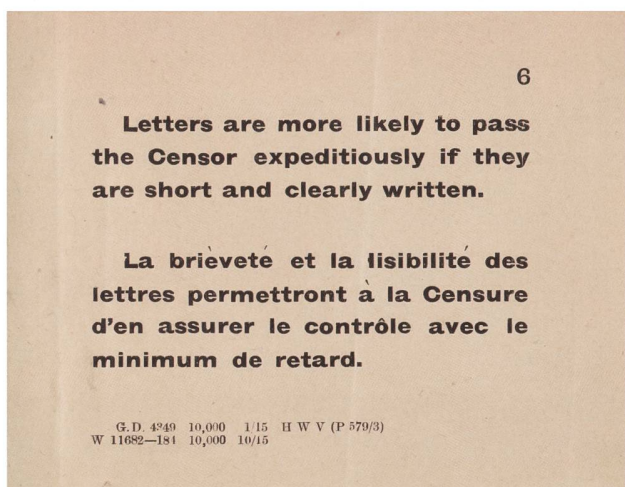 6
Letters are more likely to pass
the Censor expeditiously if they
are short and clearly written.
La brièveté et la lisibilité des
lettres permettront à la Censure
d'en assurer le contrôle avec le
minimum de retard.
G.D. 4349 10,000 1/15 H W V (P 579/3)
W 11682—184 10,000 10/15